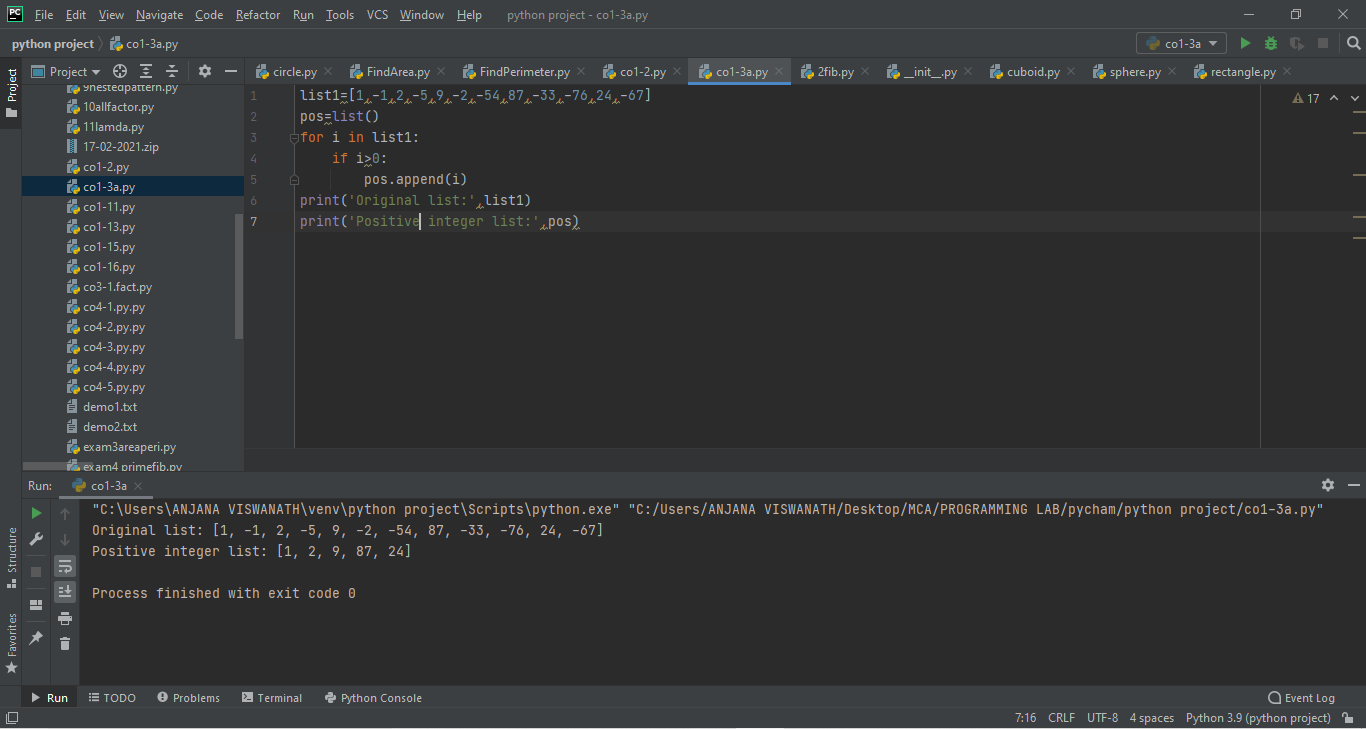 PC File Edit View Navigate Code Refactor Run Tools VCS Window Help python project - co1-3a.py
python project co1-3a.py co1-3a
Project circle.py FindArea.py FindPerimeter.py co1-2.py co1-3a.py 2fib.py __init__.py cuboid.py sphere.py rectangle.py
Project
9nestedpattern.py
10allfactor.py
11lamda.py
17-02-2021.zip
co1-2.py
co1-3a.py
co1-11.py
co1-13.py
co1-15.py
co1-16.py
co3-1.fact.py
co4-1.py.py
co4-2.py.py
co4-3.py.py
co4-4.py.py
co4-5.py.py
demo1.txt
demo2.txt
exam3areaperi.py
exam4 primefib.py
17
1 list1=[1,-1,2,-5,9,-2,-54,87,-33,-76,24,-67]
2 pos=list()
3 for i in list1:
4     if i>0:
5         pos.append(i)
6 print('Original list:',list1)
7 print('Positive integer list:',pos)
Run: co1-3a
"C:\Users\ANJANA VISWANATH\venv\python project\Scripts\python.exe" "C:/Users/ANJANA VISWANATH/Desktop/MCA/PROGRAMMING LAB/pycham/python project/co1-3a.py"
Original list: [1, -1, 2, -5, 9, -2, -54, 87, -33, -76, 24, -67]
Positive integer list: [1, 2, 9, 87, 24]
Process finished with exit code 0
Structure
Favorites
Run TODO Problems Terminal Python Console Event Log
7:16 CRLF UTF-8 4 spaces Python 3.9 (python project)